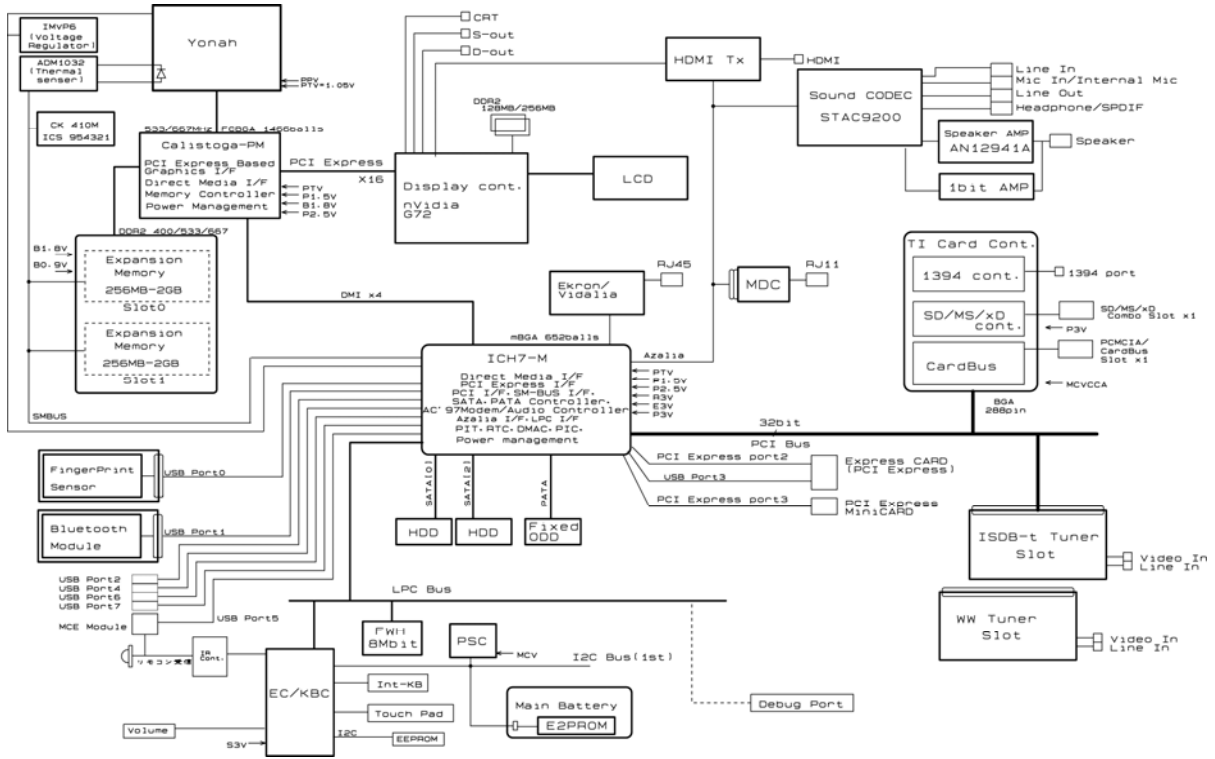 IMVP6
(Voltage
Regulator)
ADM1032
(Thermal
senser)
CK 410M
ICS 954321
Yonah
PPV
PTV=1.05V
533/667MHz FCBGA 1466balls
Calistoga-PM
PCI Express Based
Graphics I/F
Direct Media I/F
Memory Controller
Power Management
PTV
P1.5V
B1.8V
P2.5V
PCI Express
X16
CRT
S-out
D-out
DDR2
128MB/256MB
Display cont.
nVidia
G72
LCD
HDMI Tx
HDMI
Sound CODEC
STAC9200
Line In
Mic In/Internal Mic
Line Out
Headphone/SPDIF
Speaker AMP
AN12941A
Speaker
1bit AMP
DDR2 400/533/667
B1.8V
B0.9V
Expansion
Memory
256MB-2GB
Slot0
Expansion
Memory
256MB-2GB
Slot1
SMBUS
DMI x4
Ekron/
Vidalia
RJ45
MDC
RJ11
TI Card Cont.
1394 cont.
1394 port
SD/MS/xD
cont.
SD/MS/xD
Combo Slot x1
P3V
CardBus
PCMCIA/
CardBus
Slot x1
MCVCCA
BGA
288pin
mBGA 652balls
Azalia
ICH7-M
Direct Media I/F
PCI Express I/F
PCI I/F.SM-BUS I/F.
SATA.PATA Controller.
AC'97Modem/Audio Controller
Azalia I/F.LPC I/F
PIT.RTC.DMAC.PIC.
Power management
PTV
P1.5V
P2.5V
R3V
E3V
P3V
32bit
PCI Bus
PCI Express port2
USB Port3
Express CARD
(PCI Express)
PCI Express port3
PCI Express
MiniCARD
FingerPrint
Sensor
USB Port0
Bluetooth
Module
USB Port1
SATA[0]
SATA[2]
PATA
HDD
HDD
Fixed
ODD
ISDB-t Tuner
Slot
Video In
Line In
WW Tuner
Slot
Video In
Line In
USB Port2
USB Port4
USB Port6
USB Port7
MCE Module
USB Port5
リモコン受信
IR
Cont.
LPC Bus
FWH
8Mbit
PSC
MCV
I2C Bus(1st)
EC/KBC
Int-KB
Touch Pad
I2C
EEPROM
Volume
S3V
Main Battery
E2PROM
Debug Port